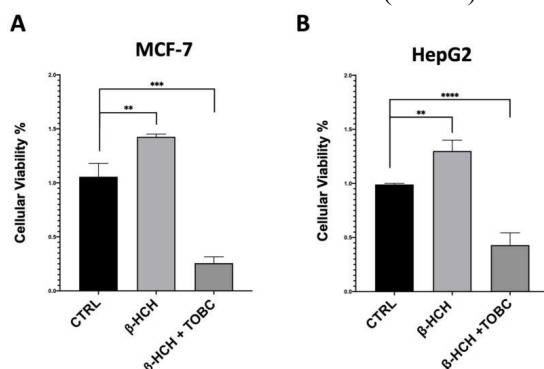 A
MCF-7
***
**
2.0
1.5
1.0
0.5
0.0
Cellular Viability %
CTRL
β-HCH
β-HCH + TOBC
B
HepG2
****
**
2.0
1.5
1.0
0.5
0.0
Cellular Viability %
CTRL
β-HCH
β-HCH +TOBC